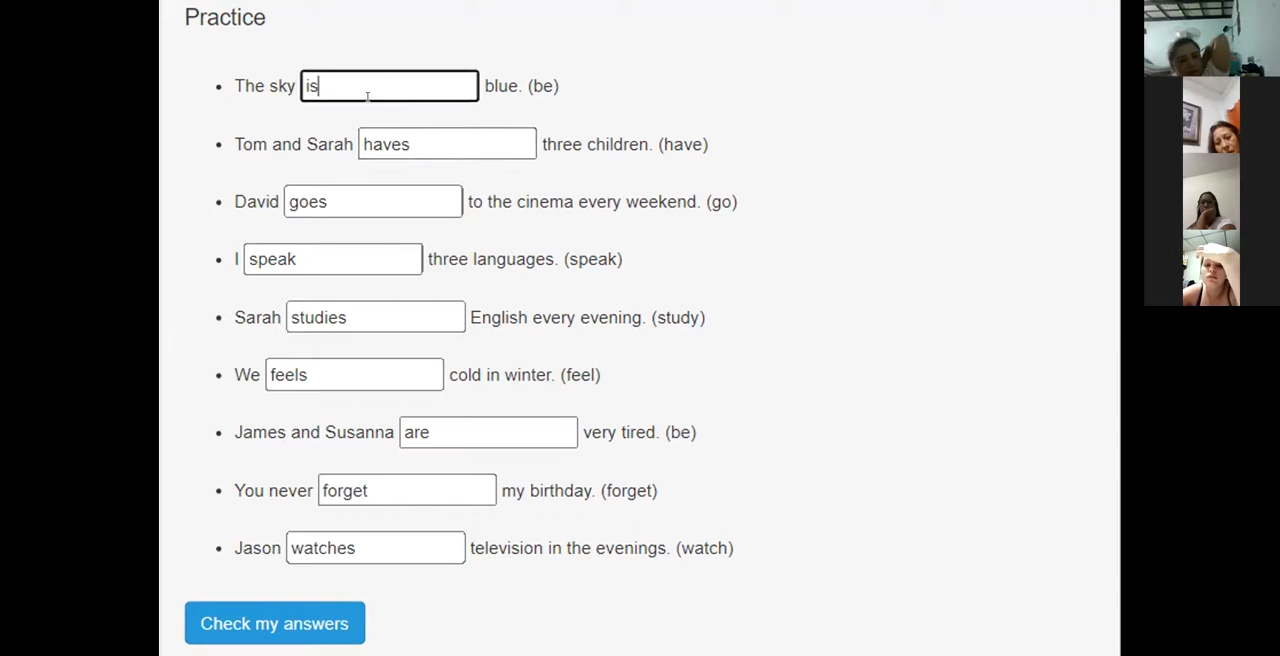 Practice
• The sky is blue. (be)
• Tom and Sarah haves three children. (have)
• David goes to the cinema every weekend. (go)
• I speak three languages. (speak)
• Sarah studies English every evening. (study)
• We feels cold in winter. (feel)
• James and Susanna are very tired. (be)
• You never forget my birthday. (forget)
• Jason watches television in the evenings. (watch)
Check my answers